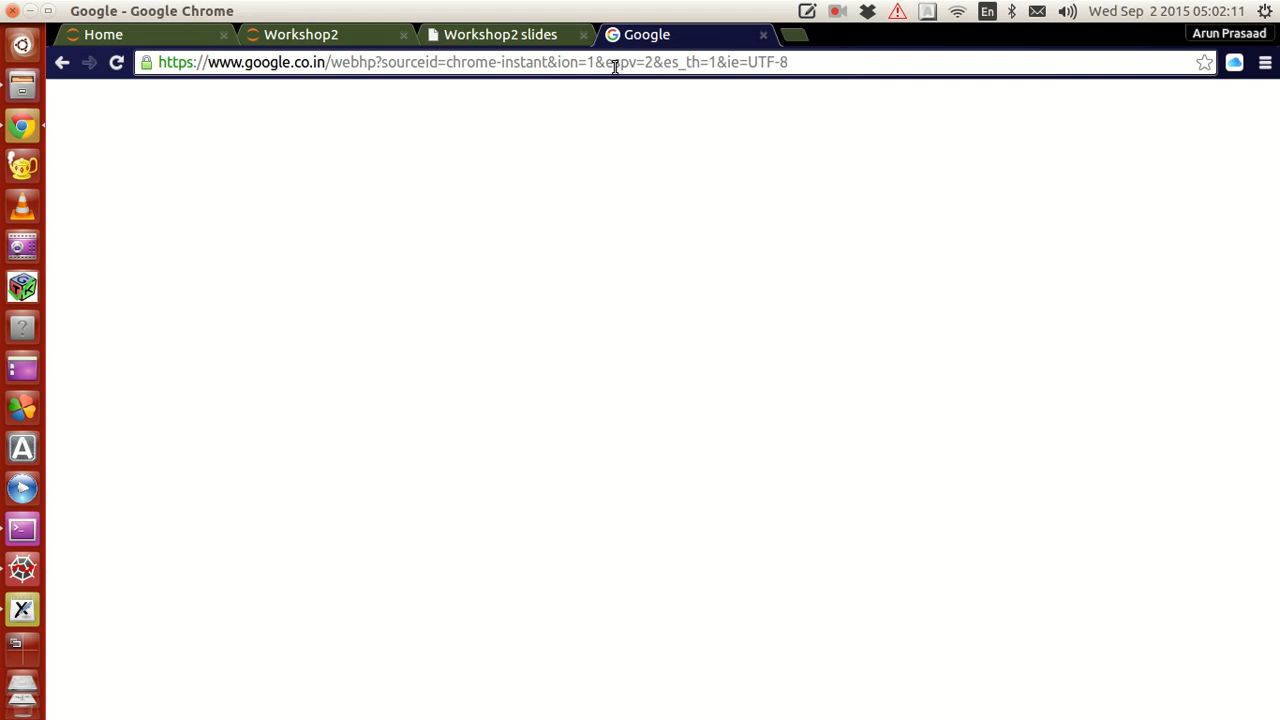 Google - Google Chrome
En
Wed Sep 2 2015 05:02:11
Home
Workshop2
Workshop2 slides
Google
Arun Prasaad
https://www.google.co.in/webhp?sourceid=chrome-instant&ion=1&espv=2&es_th=1&ie=UTF-8